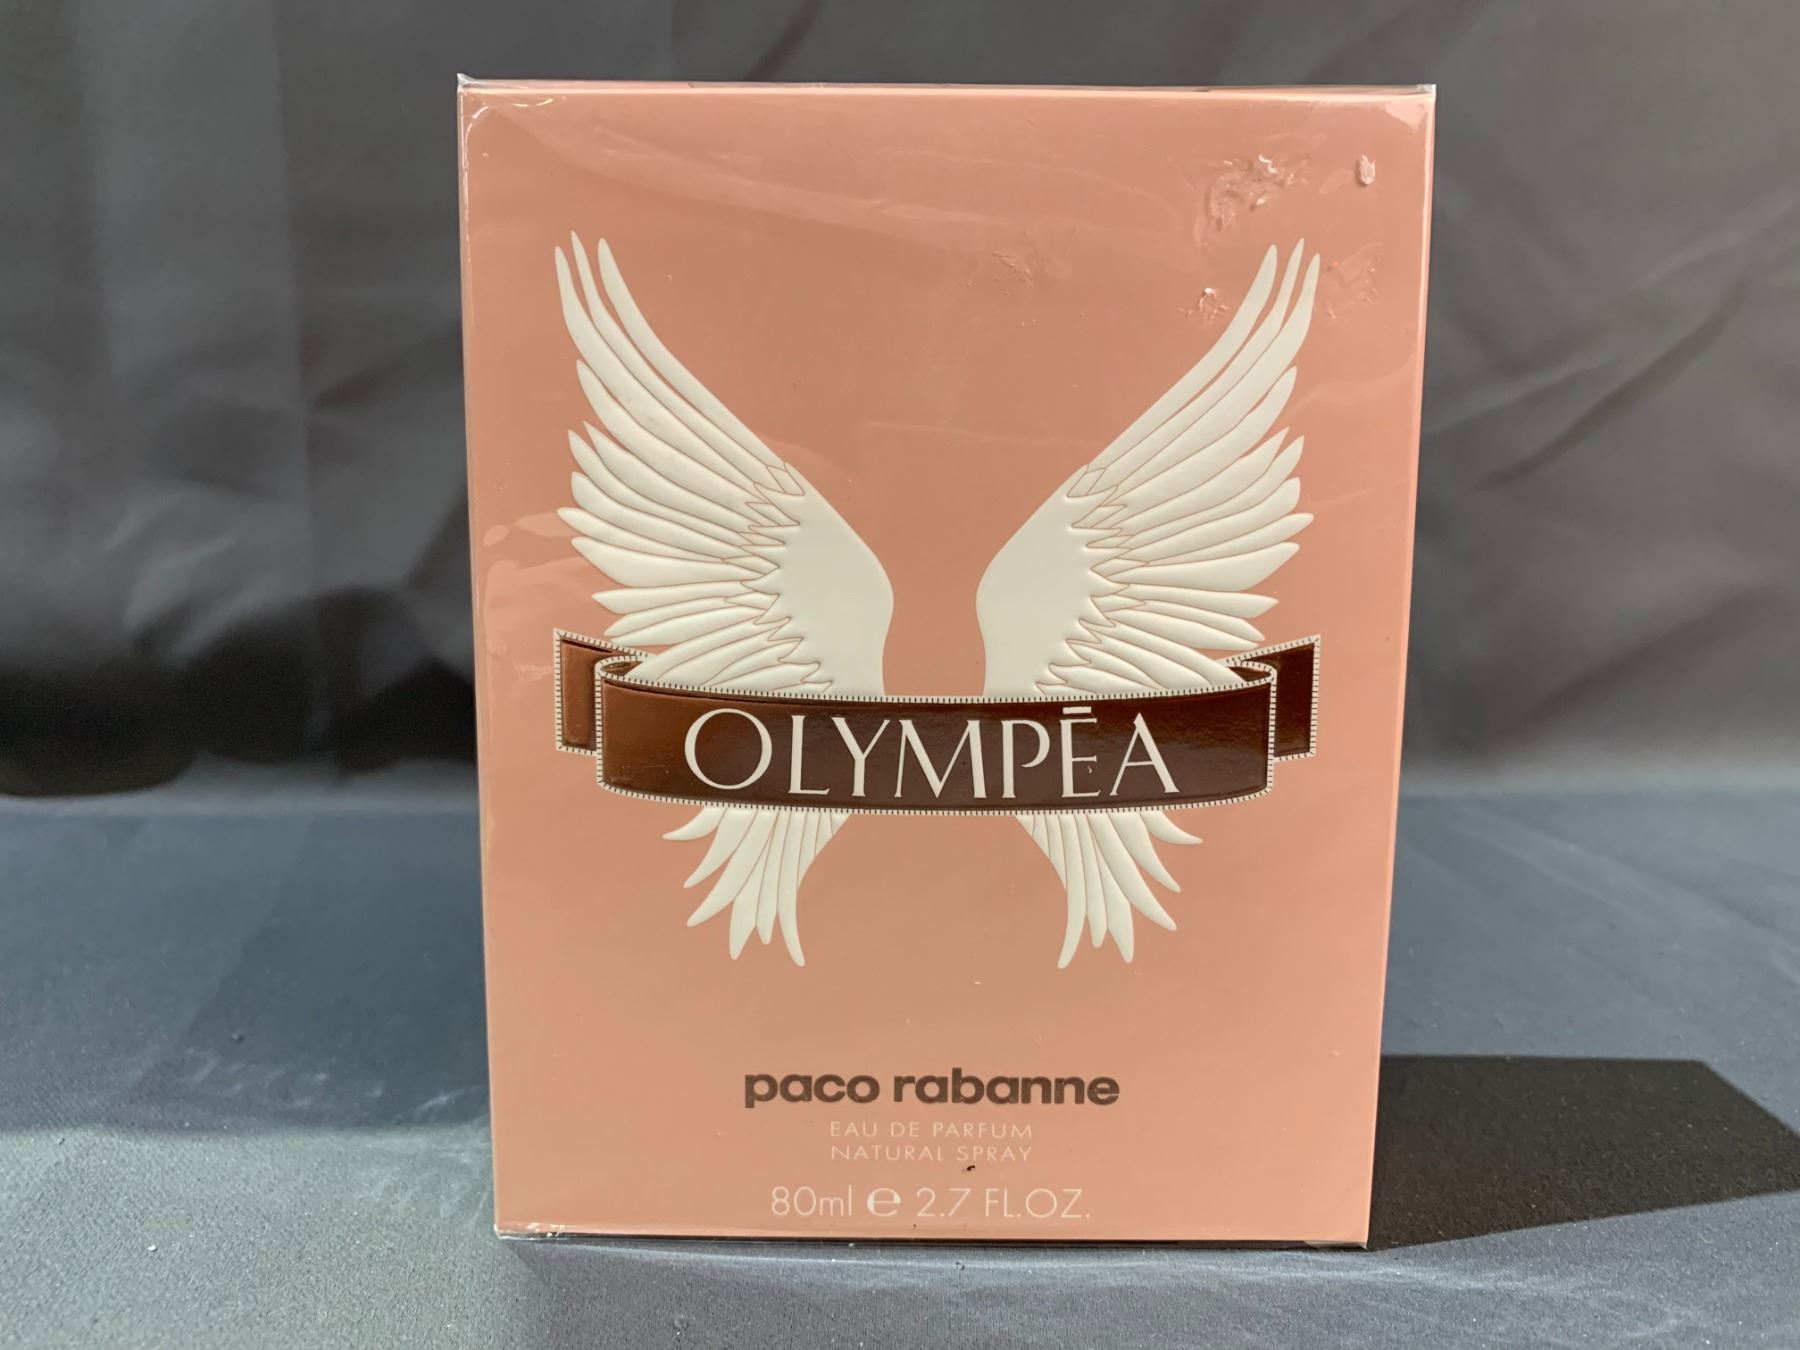 OLYMPĒA
paco rabanne
EAU DE PARFUM
NATURAL SPRAY
80ml ℮ 2.7 FL.OZ.